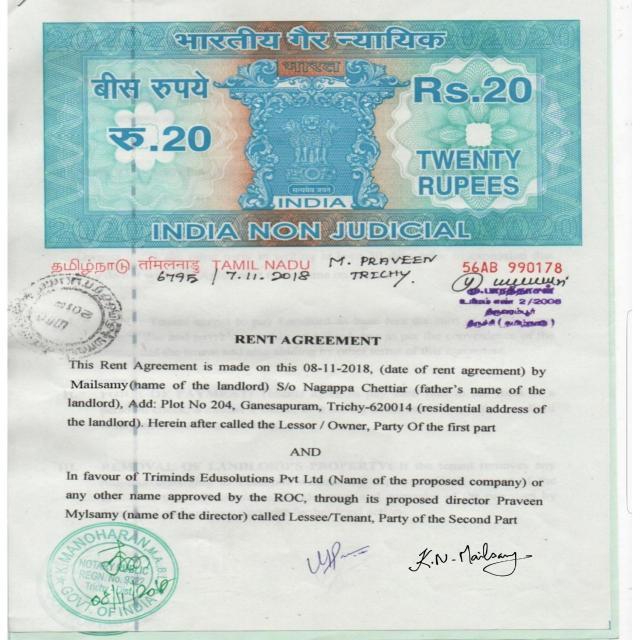 भारतीय गैर न्यायिक
भारत
बीस रुपये
Rs.20
रु.20
TWENTY
RUPEES
सत्यमेव जयते
INDIA
INDIA NON JUDICIAL
தமிழ்நாடு तमिलनाडु TAMIL NADU
M. PRAVEEN
56AB 990178
6795 / 7.11.2018
TRICHY.
உரிமம் எண் 2/2006
திருவெறும்பூர்
திருச்சி (தமிழ்நாடு)
RENT AGREEMENT
This Rent Agreement is made on this 08-11-2018, (date of rent agreement) by
Mailsamy(name of the landlord) S/o Nagappa Chettiar (father's name of the
landlord), Add: Plot No 204, Ganesapuram, Trichy-620014 (residential address of
the landlord). Herein after called the Lessor / Owner, Party Of the first part
AND
In favour of Triminds Edusolutions Pvt Ltd (Name of the proposed company) or
any other name approved by the ROC, through its proposed director Praveen
Mylsamy (name of the director) called Lessee/Tenant, Party of the Second Part
K.MANOHARAN, M.A.B.L.
NOTARY PUBLIC
REGN. No. 9382
Trichy Dist
08/11/2018
GOVT. OF INDIA
K.N. Mailsamy